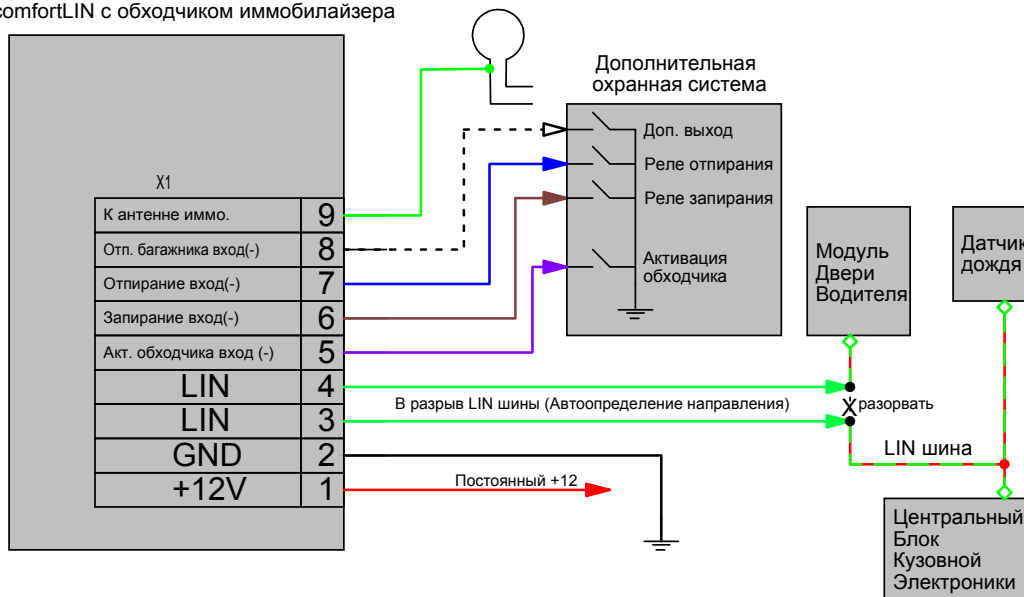 comfortLIN с обходчиком иммобилайзера
Дополнительная
охранная система
X1
К антенне иммо. 9
Отп. багажника вход(-) 8
Отпирание вход(-) 7
Запирание вход(-) 6
Акт. обходчика вход (-) 5
LIN 4
LIN 3
GND 2
+12V 1
Доп. выход
Реле отпирания
Реле запирания
Активация
обходчика
Модуль
Двери
Водителя
Датчик
дождя
В разрыв LIN шины (Автоопределение направления)
X разорвать
LIN шина
Постоянный +12
Центральный
Блок
Кузовной
Электроники